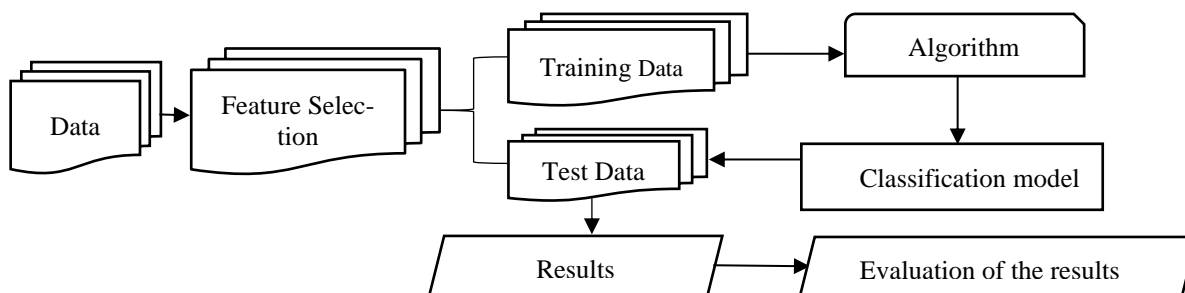 Data
Feature Selec-
tion
Training Data
Algorithm
Test Data
Classification model
Results
Evaluation of the results